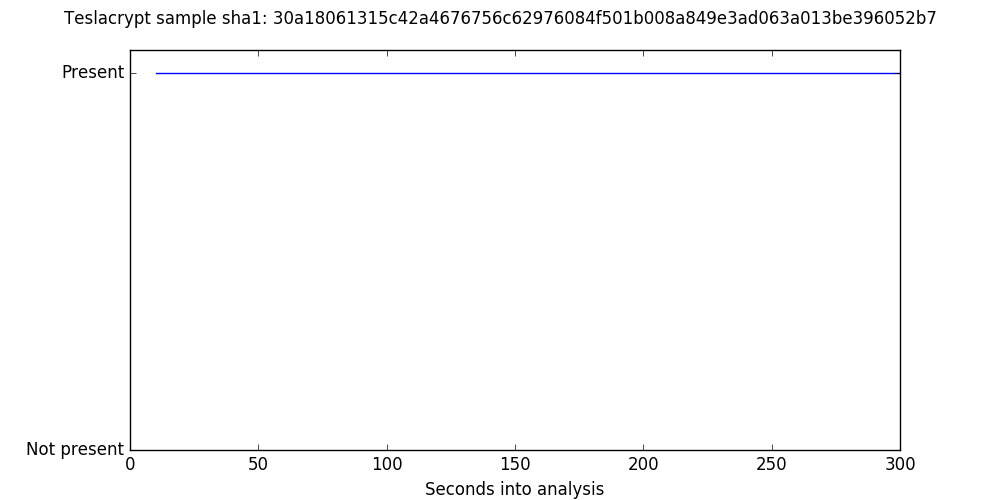 Teslacrypt sample sha1: 30a18061315c42a4676756c62976084f501b008a849e3ad063a013be396052b7
Present
Not present
0 50 100 150 200 250 300
Seconds into analysis